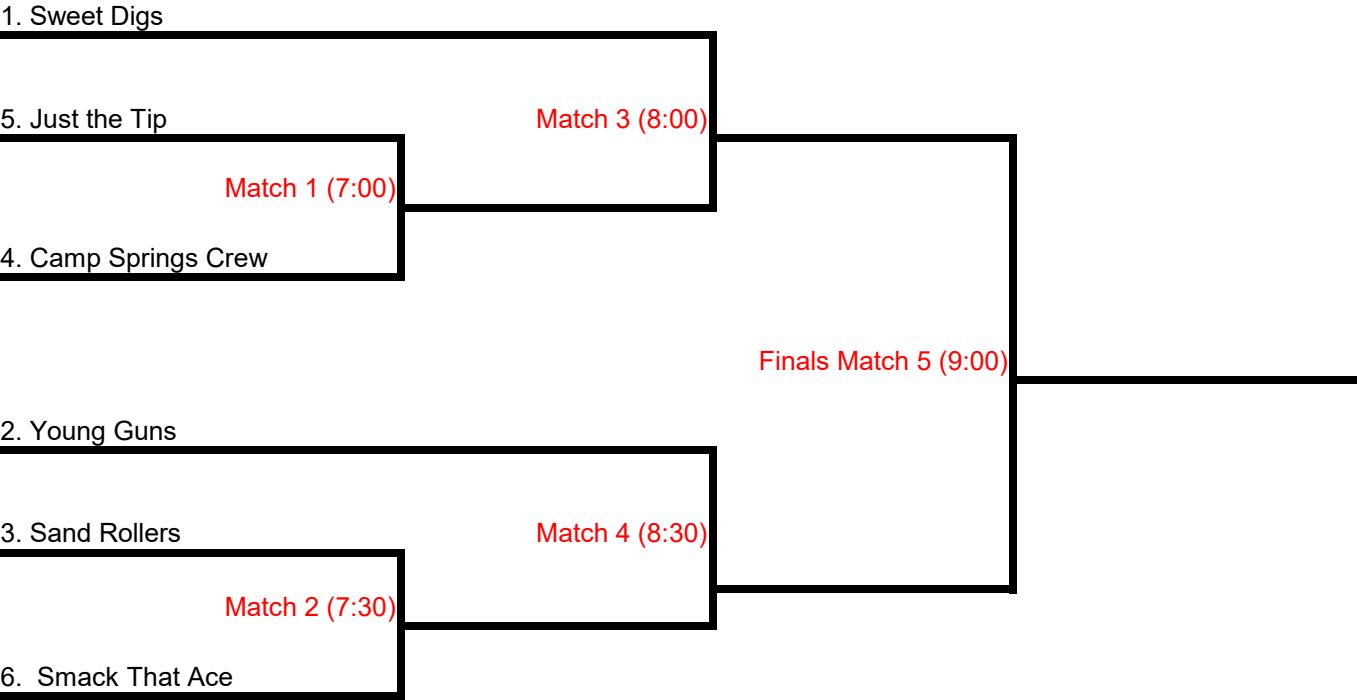 1. Sweet Digs
5. Just the Tip
Match 3 (8:00)
Match 1 (7:00)
4. Camp Springs Crew
Finals Match 5 (9:00)
2. Young Guns
3. Sand Rollers
Match 4 (8:30)
Match 2 (7:30)
6.  Smack That Ace